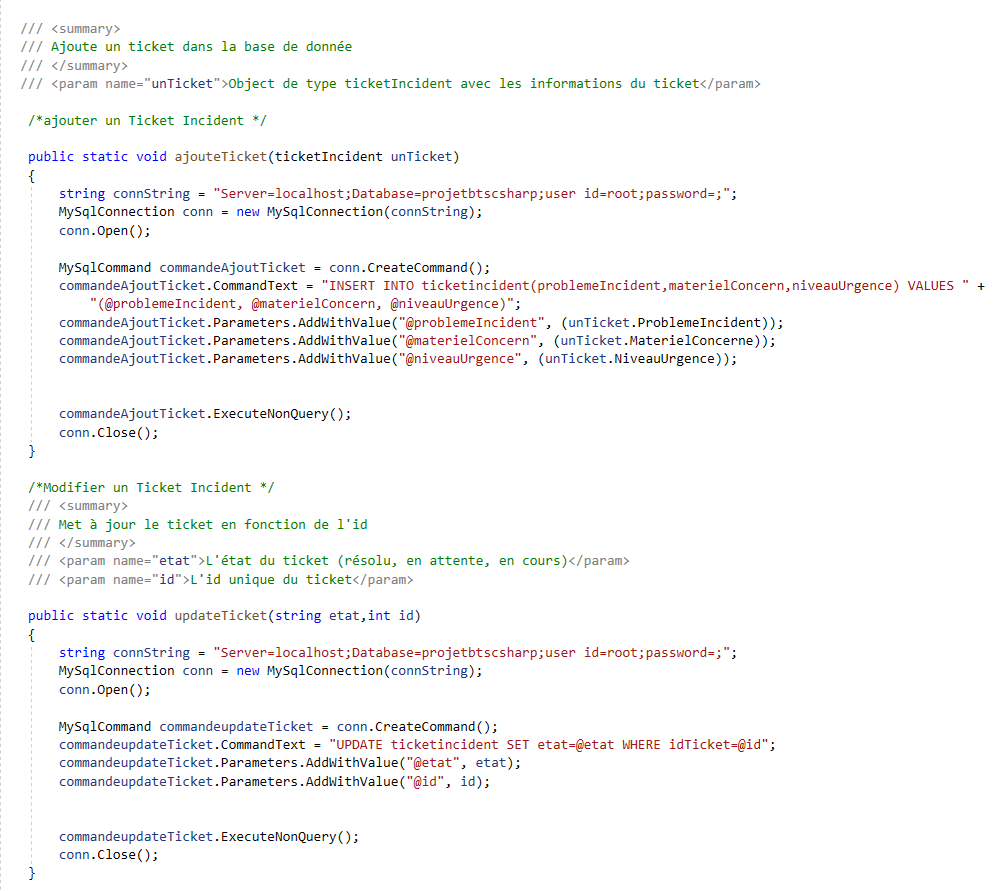 /// <summary>
/// Ajoute un ticket dans la base de donnée
/// </summary>
/// <param name="unTicket">Object de type ticketIncident avec les informations du ticket</param>
/*ajouter un Ticket Incident */
public static void ajouteTicket(ticketIncident unTicket)
{
string connString = "Server=localhost;Database=projetbtscsharp;user id=root;password=;";
MySqlConnection conn = new MySqlConnection(connString);
conn.Open();
MySqlCommand commandeAjoutTicket = conn.CreateCommand();
commandeAjoutTicket.CommandText = "INSERT INTO ticketincident(problemeIncident,materielConcern,niveauUrgence) VALUES " +
"(@problemeIncident, @materielConcern, @niveauUrgence)";
commandeAjoutTicket.Parameters.AddWithValue("@problemeIncident", (unTicket.ProblemeIncident));
commandeAjoutTicket.Parameters.AddWithValue("@materielConcern", (unTicket.MaterielConcerne));
commandeAjoutTicket.Parameters.AddWithValue("@niveauUrgence", (unTicket.NiveauUrgence));
commandeAjoutTicket.ExecuteNonQuery();
conn.Close();
}
/*Modifier un Ticket Incident */
/// <summary>
/// Met à jour le ticket en fonction de l'id
/// </summary>
/// <param name="etat">L'état du ticket (résolu, en attente, en cours)</param>
/// <param name="id">L'id unique du ticket</param>
public static void updateTicket(string etat,int id)
{
string connString = "Server=localhost;Database=projetbtscsharp;user id=root;password=;";
MySqlConnection conn = new MySqlConnection(connString);
conn.Open();
MySqlCommand commandeupdateTicket = conn.CreateCommand();
commandeupdateTicket.CommandText = "UPDATE ticketincident SET etat=@etat WHERE idTicket=@id";
commandeupdateTicket.Parameters.AddWithValue("@etat", etat);
commandeupdateTicket.Parameters.AddWithValue("@id", id);
commandeupdateTicket.ExecuteNonQuery();
conn.Close();
}